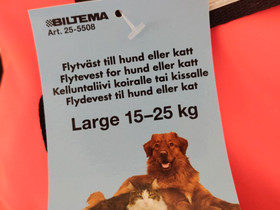 BILTEMA
Art. 25-5508
Flytväst till hund eller katt
Flytevest for hund eller katt
Kelluntaliivi koiralle tai kissalle
Flydevest til hund eller kat
Large 15–25 kg